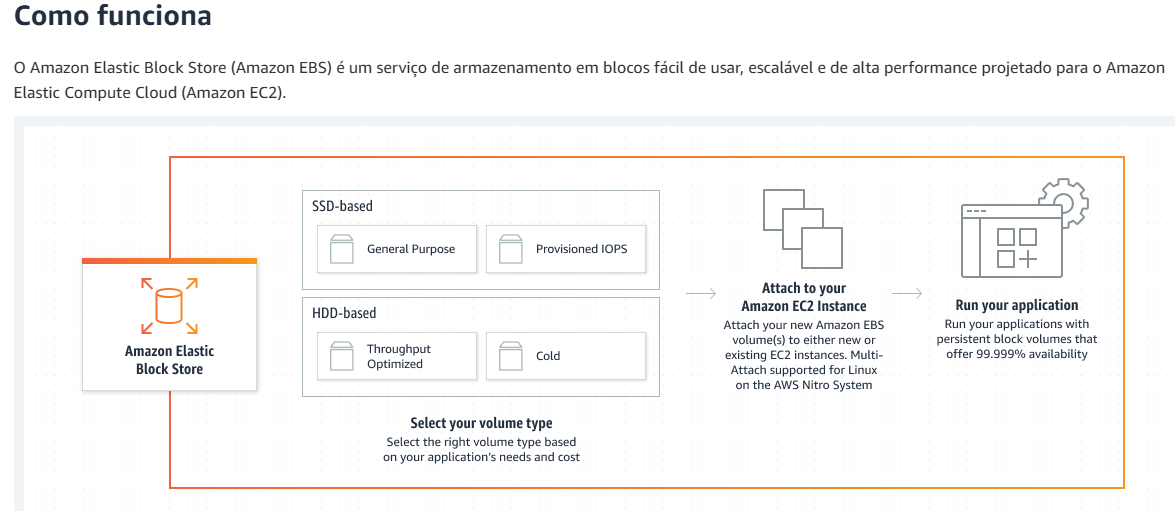 Como funciona
O Amazon Elastic Block Store (Amazon EBS) é um serviço de armazenamento em blocos fácil de usar, escalável e de alta performance projetado para o Amazon
Elastic Compute Cloud (Amazon EC2).
Amazon Elastic
Block Store
SSD-based
General Purpose
Provisioned IOPS
HDD-based
Throughput
Optimized
Cold
Select your volume type
Select the right volume type based
on your application's needs and cost
Attach to your
Amazon EC2 Instance
Attach your new Amazon EBS
volume(s) to either new or
existing EC2 instances. Multi-
Attach supported for Linux
on the AWS Nitro System
Run your application
Run your applications with
persistent block volumes that
offer 99.999% availability